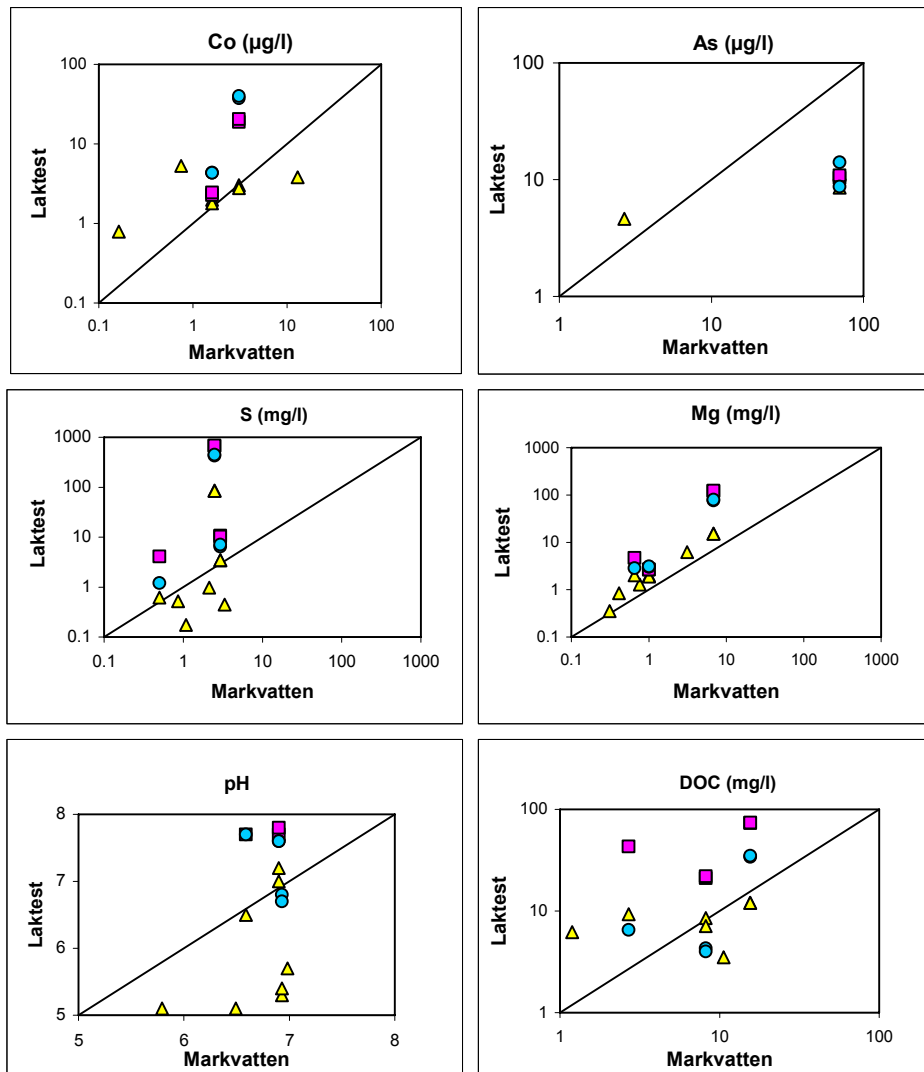 Co (µg/l)
100
10
1
0.1
0.1 1 10 100
Laktest
Markvatten
As (µg/l)
100
10
1
1 10 100
Laktest
Markvatten
S (mg/l)
1000
100
10
1
0.1
0.1 1 10 100 1000
Laktest
Markvatten
Mg (mg/l)
1000
100
10
1
0.1
0.1 1 10 100 1000
Laktest
Markvatten
pH
8
7
6
5
5 6 7 8
Laktest
Markvatten
DOC (mg/l)
100
10
1
1 10 100
Laktest
Markvatten